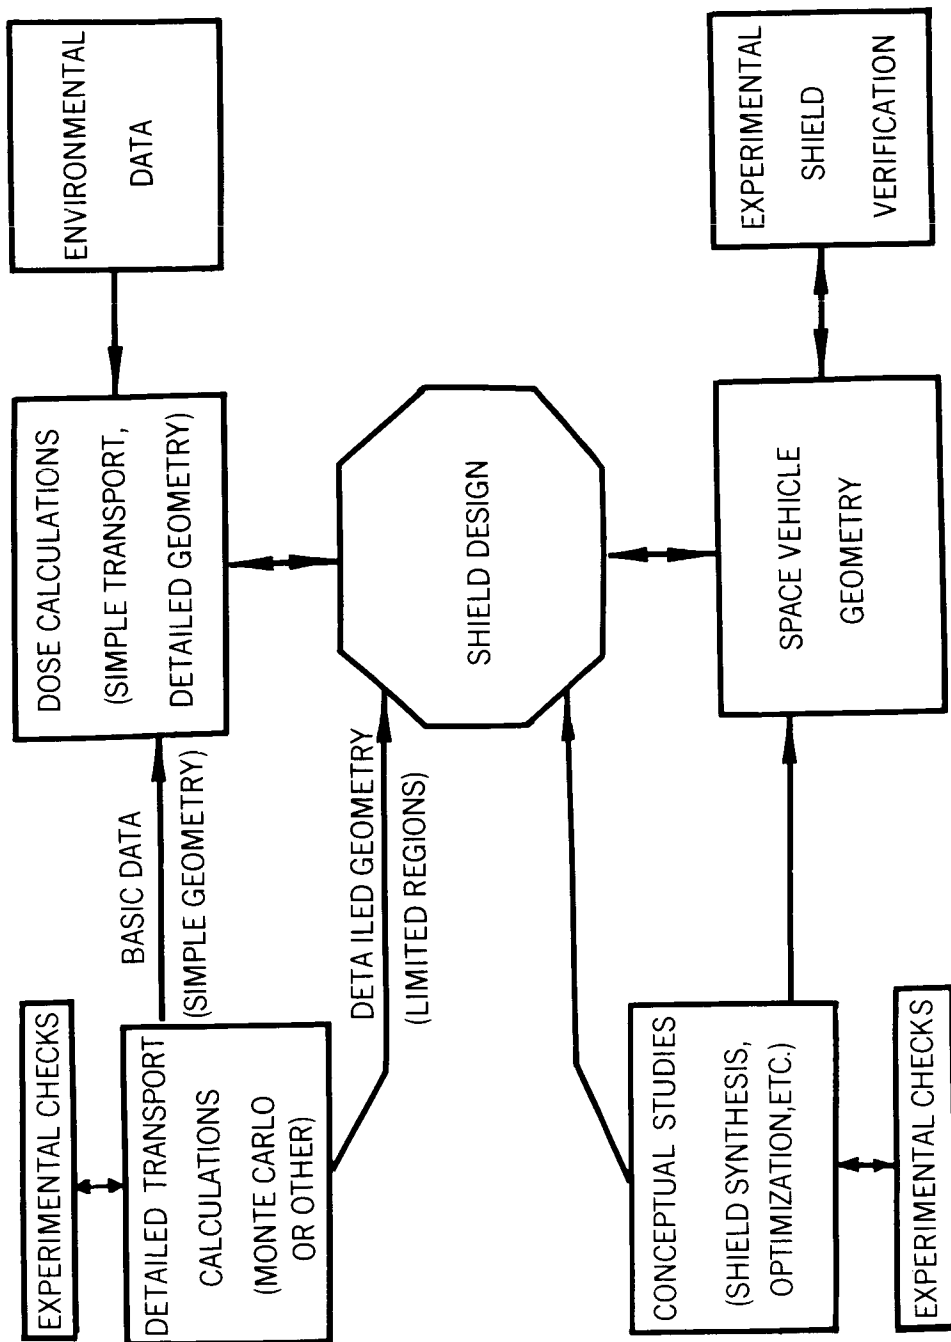 EXPERIMENTAL CHECKS
DETAILED TRANSPORT
CALCULATIONS
(MONTE CARLO
OR OTHER)
BASIC DATA
(SIMPLE GEOMETRY)
DOSE CALCULATIONS
(SIMPLE TRANSPORT,
DETAILED GEOMETRY)
ENVIRONMENTAL
DATA
DETAILED GEOMETRY
(LIMITED REGIONS)
SHIELD DESIGN
CONCEPTUAL STUDIES
(SHIELD SYNTHESIS,
OPTIMIZATION,ETC.)
EXPERIMENTAL CHECKS
SPACE VEHICLE
GEOMETRY
EXPERIMENTAL
SHIELD
VERIFICATION